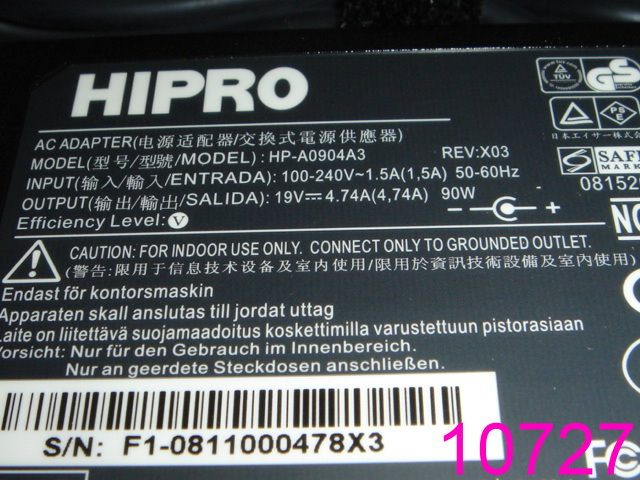 HIPRO
AC ADAPTER(电源适配器/交換式電源供應器)
MODEL(型号/型號/MODEL): HP-A0904A3 REV:X03
INPUT(输入/輸入/ENTRADA): 100-240V~1.5A(1,5A) 50-60Hz
OUTPUT(输出/輸出/SALIDA): 19V⎓4.74A(4,74A) 90W
Efficiency Level: V
TÜV GS
PS E
日本エイサー株式
SAFE
MARK
08152
CAUTION: FOR INDOOR USE ONLY. CONNECT ONLY TO GROUNDED OUTLET.
(警告:限用于信息技术设备及室内使用/限用於資訊技術設備及室內使用)
Endast för kontorsmaskin
Apparaten skall anslutas till jordat uttag
Laite on liitettävä suojamaadoitus koskettimilla varustettuun pistorasiaan
Vorsicht: Nur für den Gebrauch im Innenbereich.
Nur an geerdete Steckdosen anschließen.
S/N: F1-0811000478X3
10727
FC